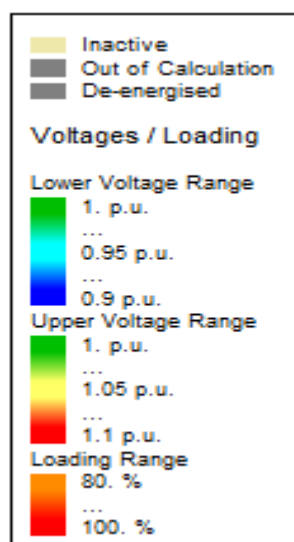 Inactive
Out of Calculation
De-energised
Voltages / Loading
Lower Voltage Range
1. p.u.
...
0.95 p.u.
...
0.9 p.u.
Upper Voltage Range
1. p.u.
...
1.05 p.u.
...
1.1 p.u.
Loading Range
80. %
...
100. %